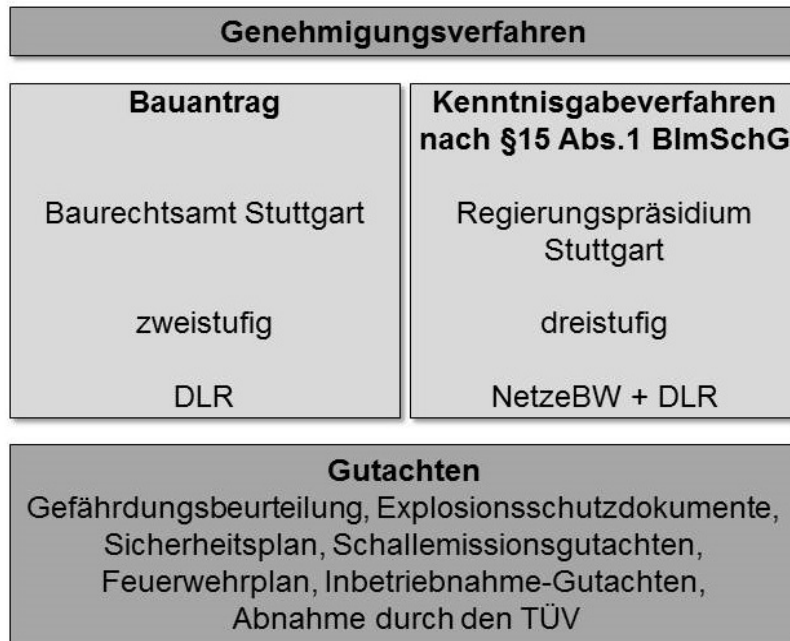 Genehmigungsverfahren
Bauantrag
Baurechtsamt Stuttgart
zweistufig
DLR
Kenntnisgabeverfahren
nach §15 Abs.1 BImSchG
Regierungspräsidium
Stuttgart
dreistufig
NetzeBW + DLR
Gutachten
Gefährdungsbeurteilung, Explosionsschutzdokumente,
Sicherheitsplan, Schallemissionsgutachten,
Feuerwehrplan, Inbetriebnahme-Gutachten,
Abnahme durch den TÜV